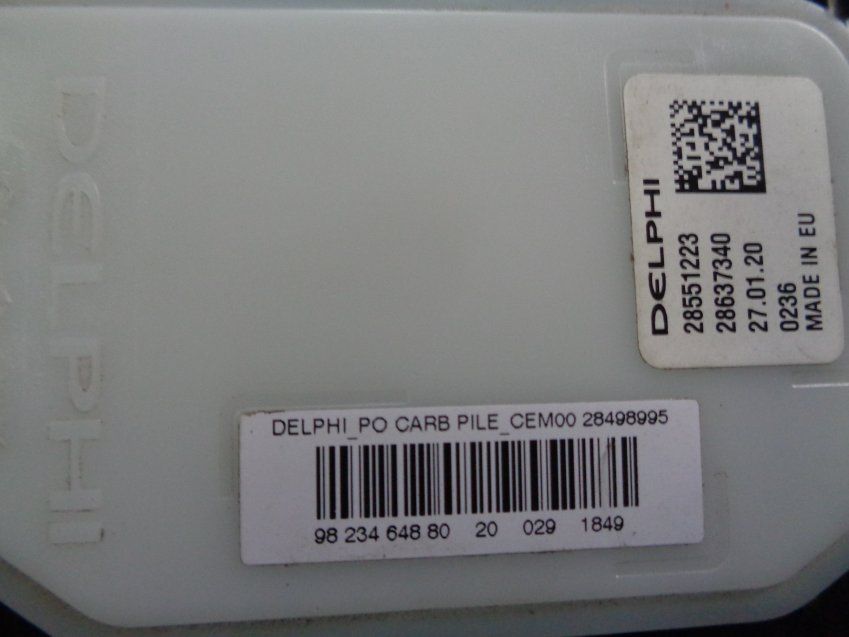 DELPHI
DELPHI
28551223
28637340
27.01.20
0236
MADE IN EU
DELPHI_PO CARB PILE_CEM00 28498995
98 234 648 80 20 029 1849